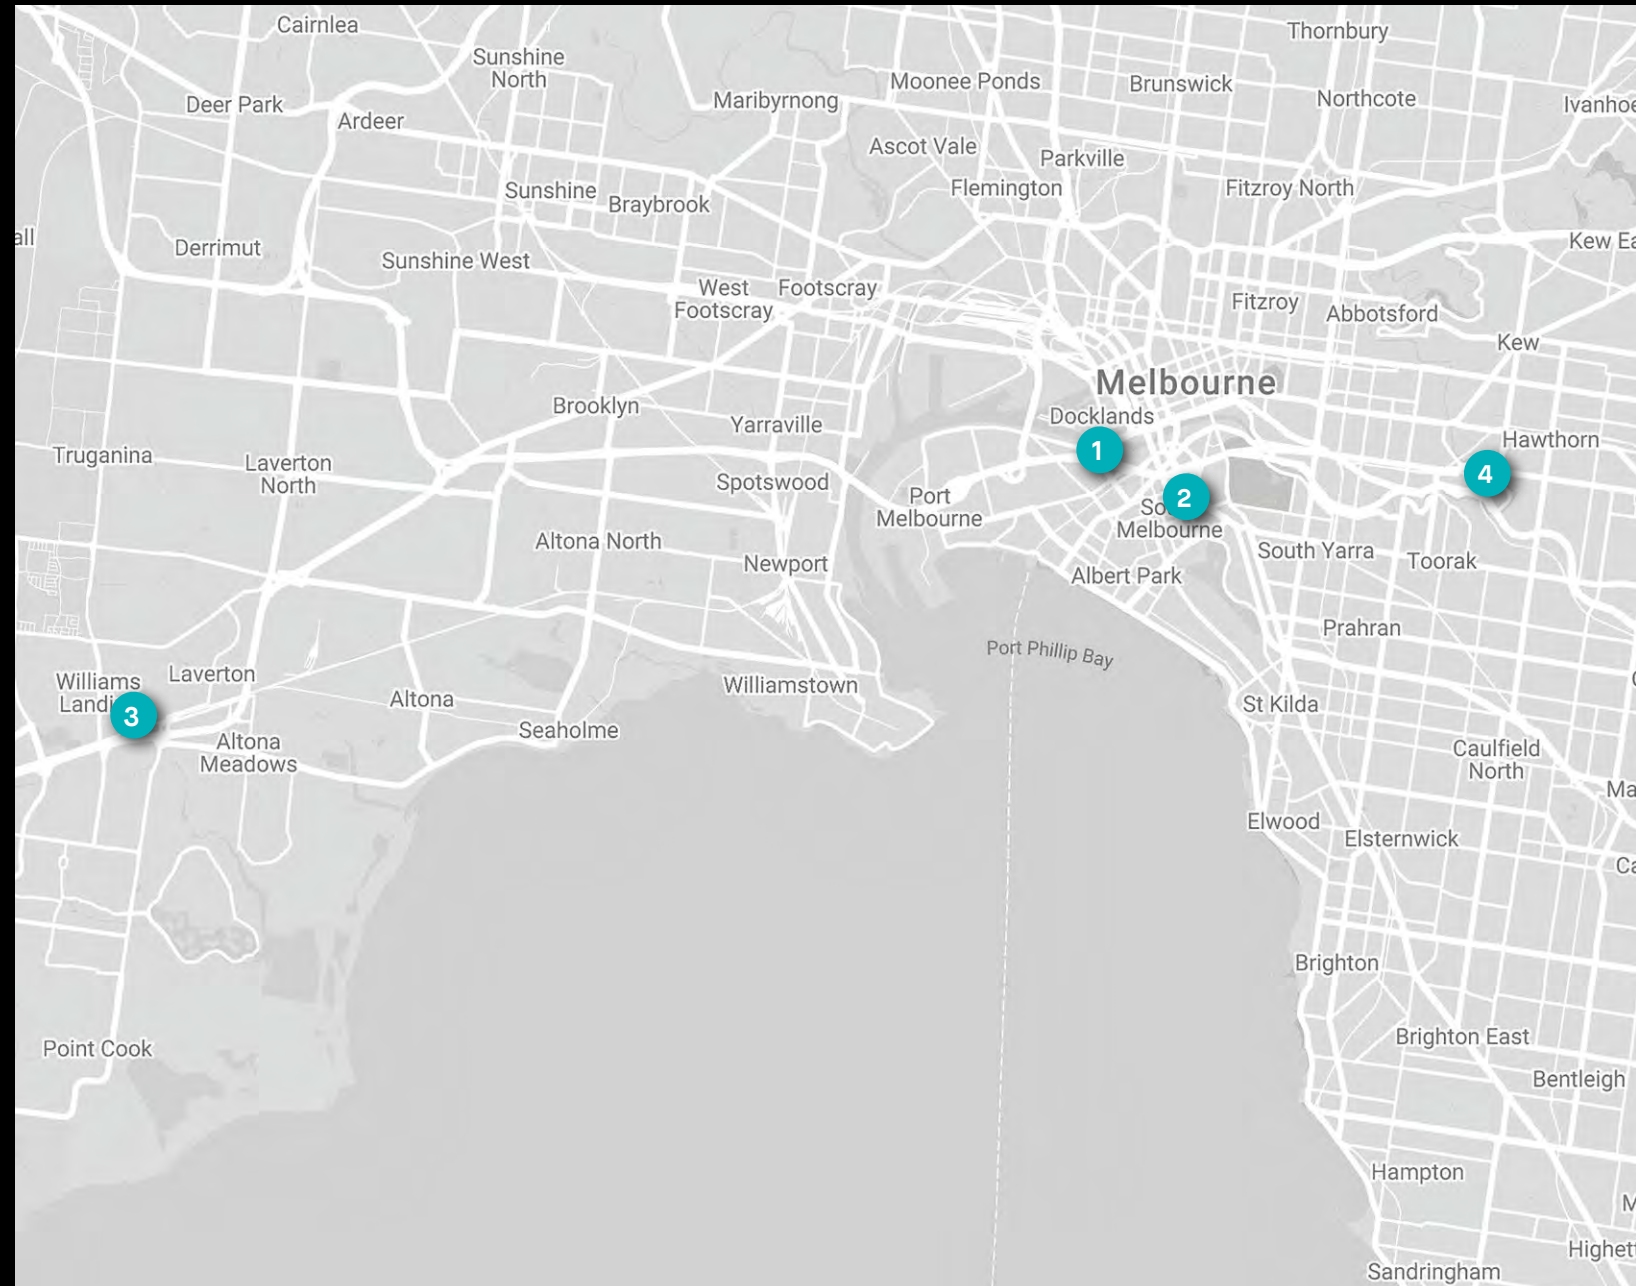 Cairnlea
Thornbury
Sunshine
North
Moonee Ponds
Brunswick
Maribyrnong
Northcote
Deer Park
Ardeer
Ascot Vale
Parkville
Flemington
Fitzroy North
Sunshine
Braybrook
Derrimut
Sunshine West
West
Footscray
Footscray
Fitzroy
Abbotsford
Kew
Melbourne
Docklands
Brooklyn
Yarraville
Hawthorn
1
Truganina
Laverton
North
Spotswood
4
Port
Melbourne
2
Melbourne
Altona North
Newport
South Yarra
Toorak
Albert Park
Prahran
Port Phillip Bay
Williams
Laverton
3
Altona
Williamstown
St Kilda
Seaholme
Altona
Meadows
Caulfield
North
Elwood
Elsternwick
Brighton
Brighton East
Point Cook
Bentleigh
Hampton
Sandringham